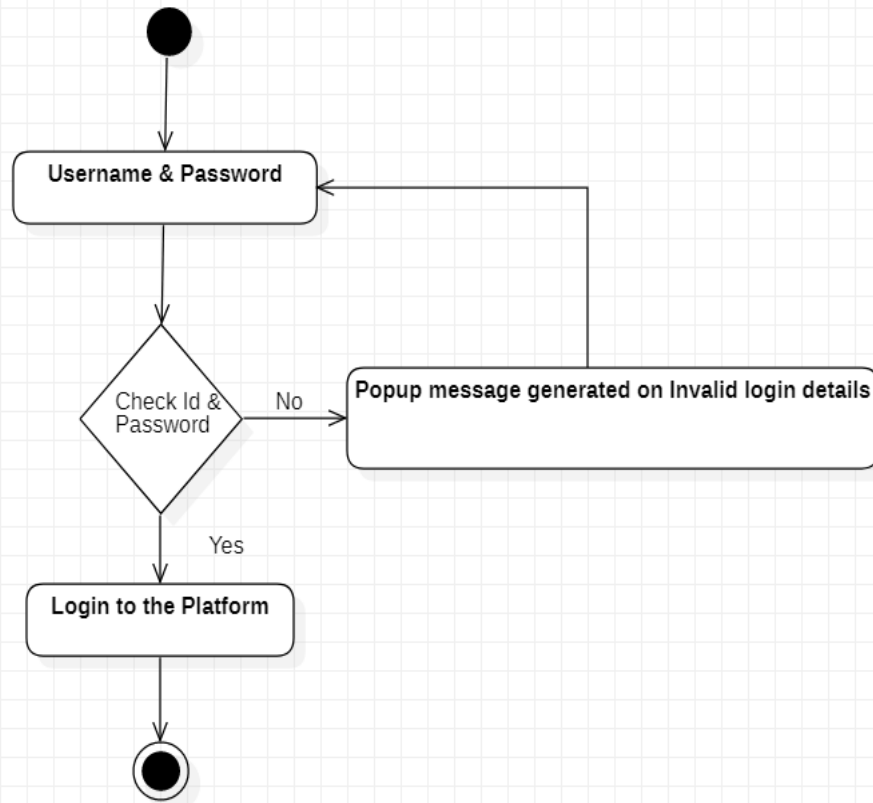 Username & Password
Check Id &
Password
No
Popup message generated on Invalid login details
Yes
Login to the Platform